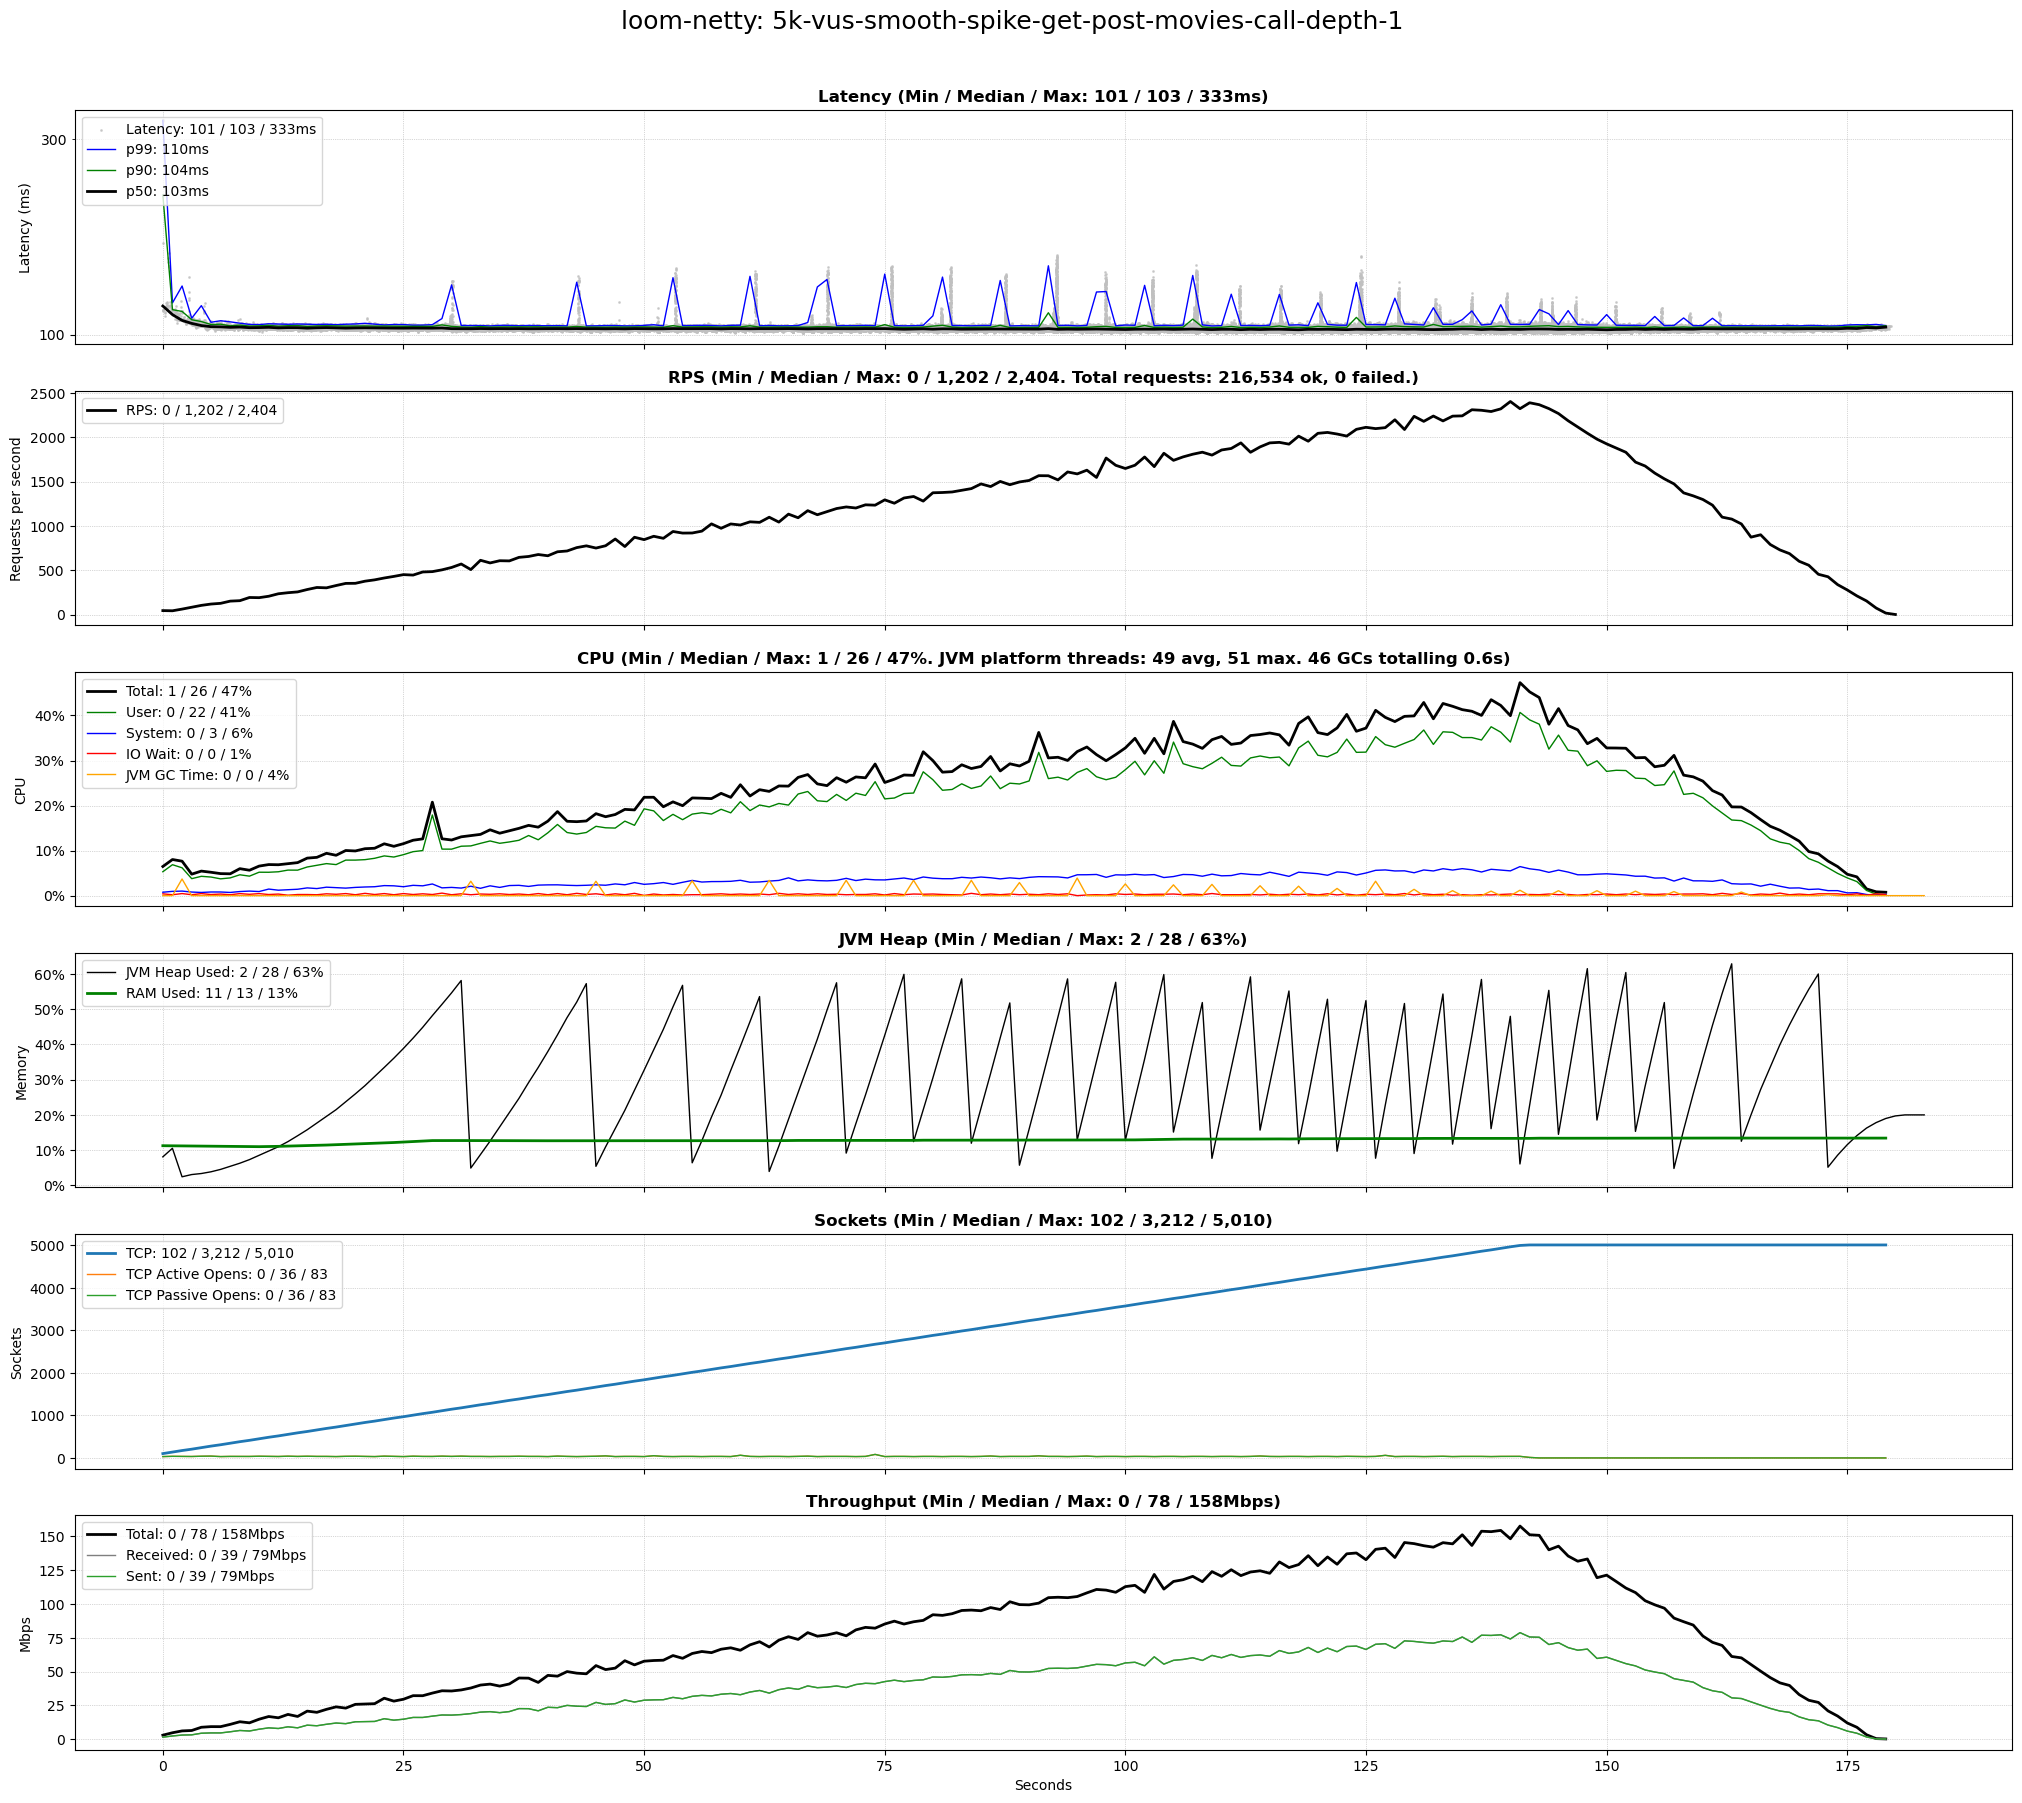 loom-netty: 5k-vus-smooth-spike-get-post-movies-call-depth-1
Latency (Min / Median / Max: 101 / 103 / 333ms)
Latency: 101 / 103 / 333ms
p99: 110ms
p90: 104ms
p50: 103ms
300
100
Latency (ms)
RPS (Min / Median / Max: 0 / 1,202 / 2,404. Total requests: 216,534 ok, 0 failed.)
RPS: 0 / 1,202 / 2,404
2500
2000
1500
1000
500
0
Requests per second
CPU (Min / Median / Max: 1 / 26 / 47%. JVM platform threads: 49 avg, 51 max. 46 GCs totalling 0.6s)
Total: 1 / 26 / 47%
User: 0 / 22 / 41%
System: 0 / 3 / 6%
IO Wait: 0 / 0 / 1%
JVM GC Time: 0 / 0 / 4%
40%
30%
20%
10%
0%
CPU
JVM Heap (Min / Median / Max: 2 / 28 / 63%)
JVM Heap Used: 2 / 28 / 63%
RAM Used: 11 / 13 / 13%
60%
50%
40%
30%
20%
10%
0%
Memory
Sockets (Min / Median / Max: 102 / 3,212 / 5,010)
TCP: 102 / 3,212 / 5,010
TCP Active Opens: 0 / 36 / 83
TCP Passive Opens: 0 / 36 / 83
5000
4000
3000
2000
1000
0
Sockets
Throughput (Min / Median / Max: 0 / 78 / 158Mbps)
Total: 0 / 78 / 158Mbps
Received: 0 / 39 / 79Mbps
Sent: 0 / 39 / 79Mbps
150
125
100
75
50
25
0
Mbps
0 25 50 75 100 125 150 175
Seconds